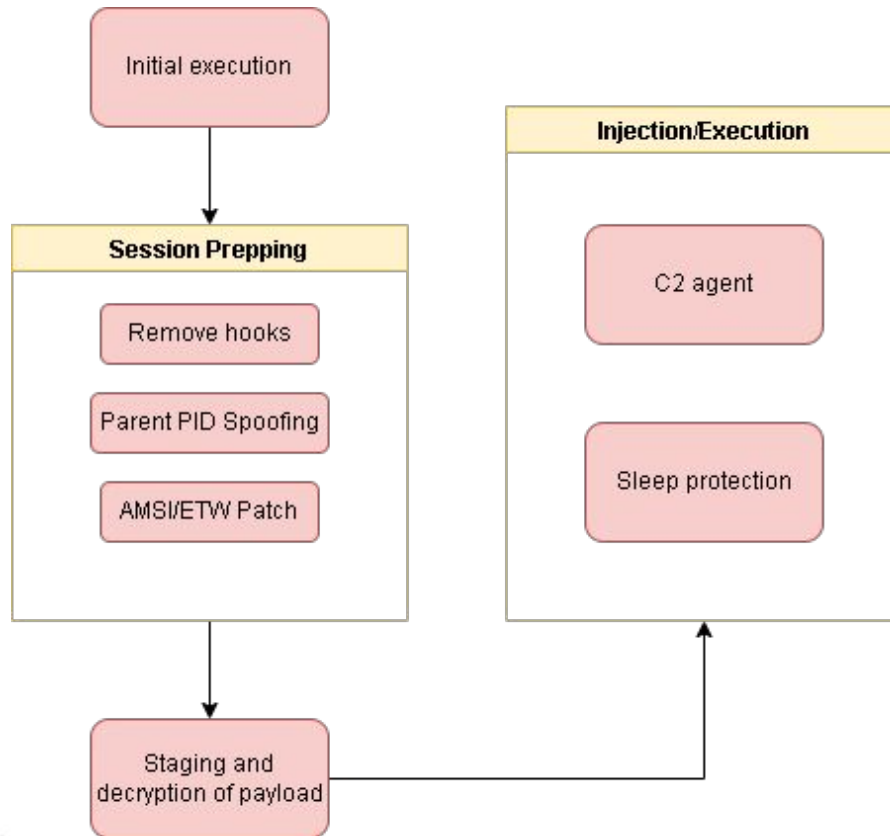 Initial execution
Session Prepping
Remove hooks
Parent PID Spoofing
AMSI/ETW Patch
Staging and
decryption of payload
Injection/Execution
C2 agent
Sleep protection